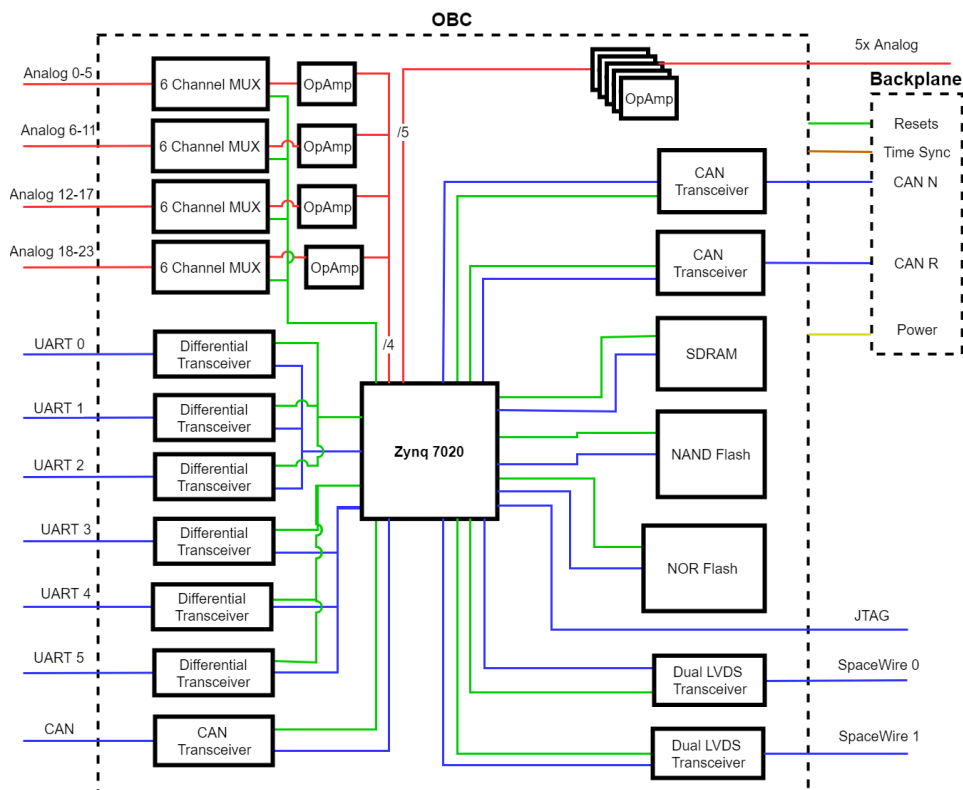 OBC
Analog 0-5
6 Channel MUX
OpAmp
Analog 6-11
6 Channel MUX
OpAmp
Analog 12-17
6 Channel MUX
OpAmp
Analog 18-23
6 Channel MUX
OpAmp
/5
/4
OpAmp
5x Analog
Backplane
Resets
Time Sync
CAN N
CAN R
Power
CAN
Transceiver
CAN
Transceiver
SDRAM
NAND Flash
NOR Flash
Zynq 7020
UART 0
Differential
Transceiver
UART 1
Differential
Transceiver
UART 2
Differential
Transceiver
UART 3
Differential
Transceiver
UART 4
Differential
Transceiver
UART 5
Differential
Transceiver
CAN
CAN
Transceiver
JTAG
Dual LVDS
Transceiver
SpaceWire 0
Dual LVDS
Transceiver
SpaceWire 1